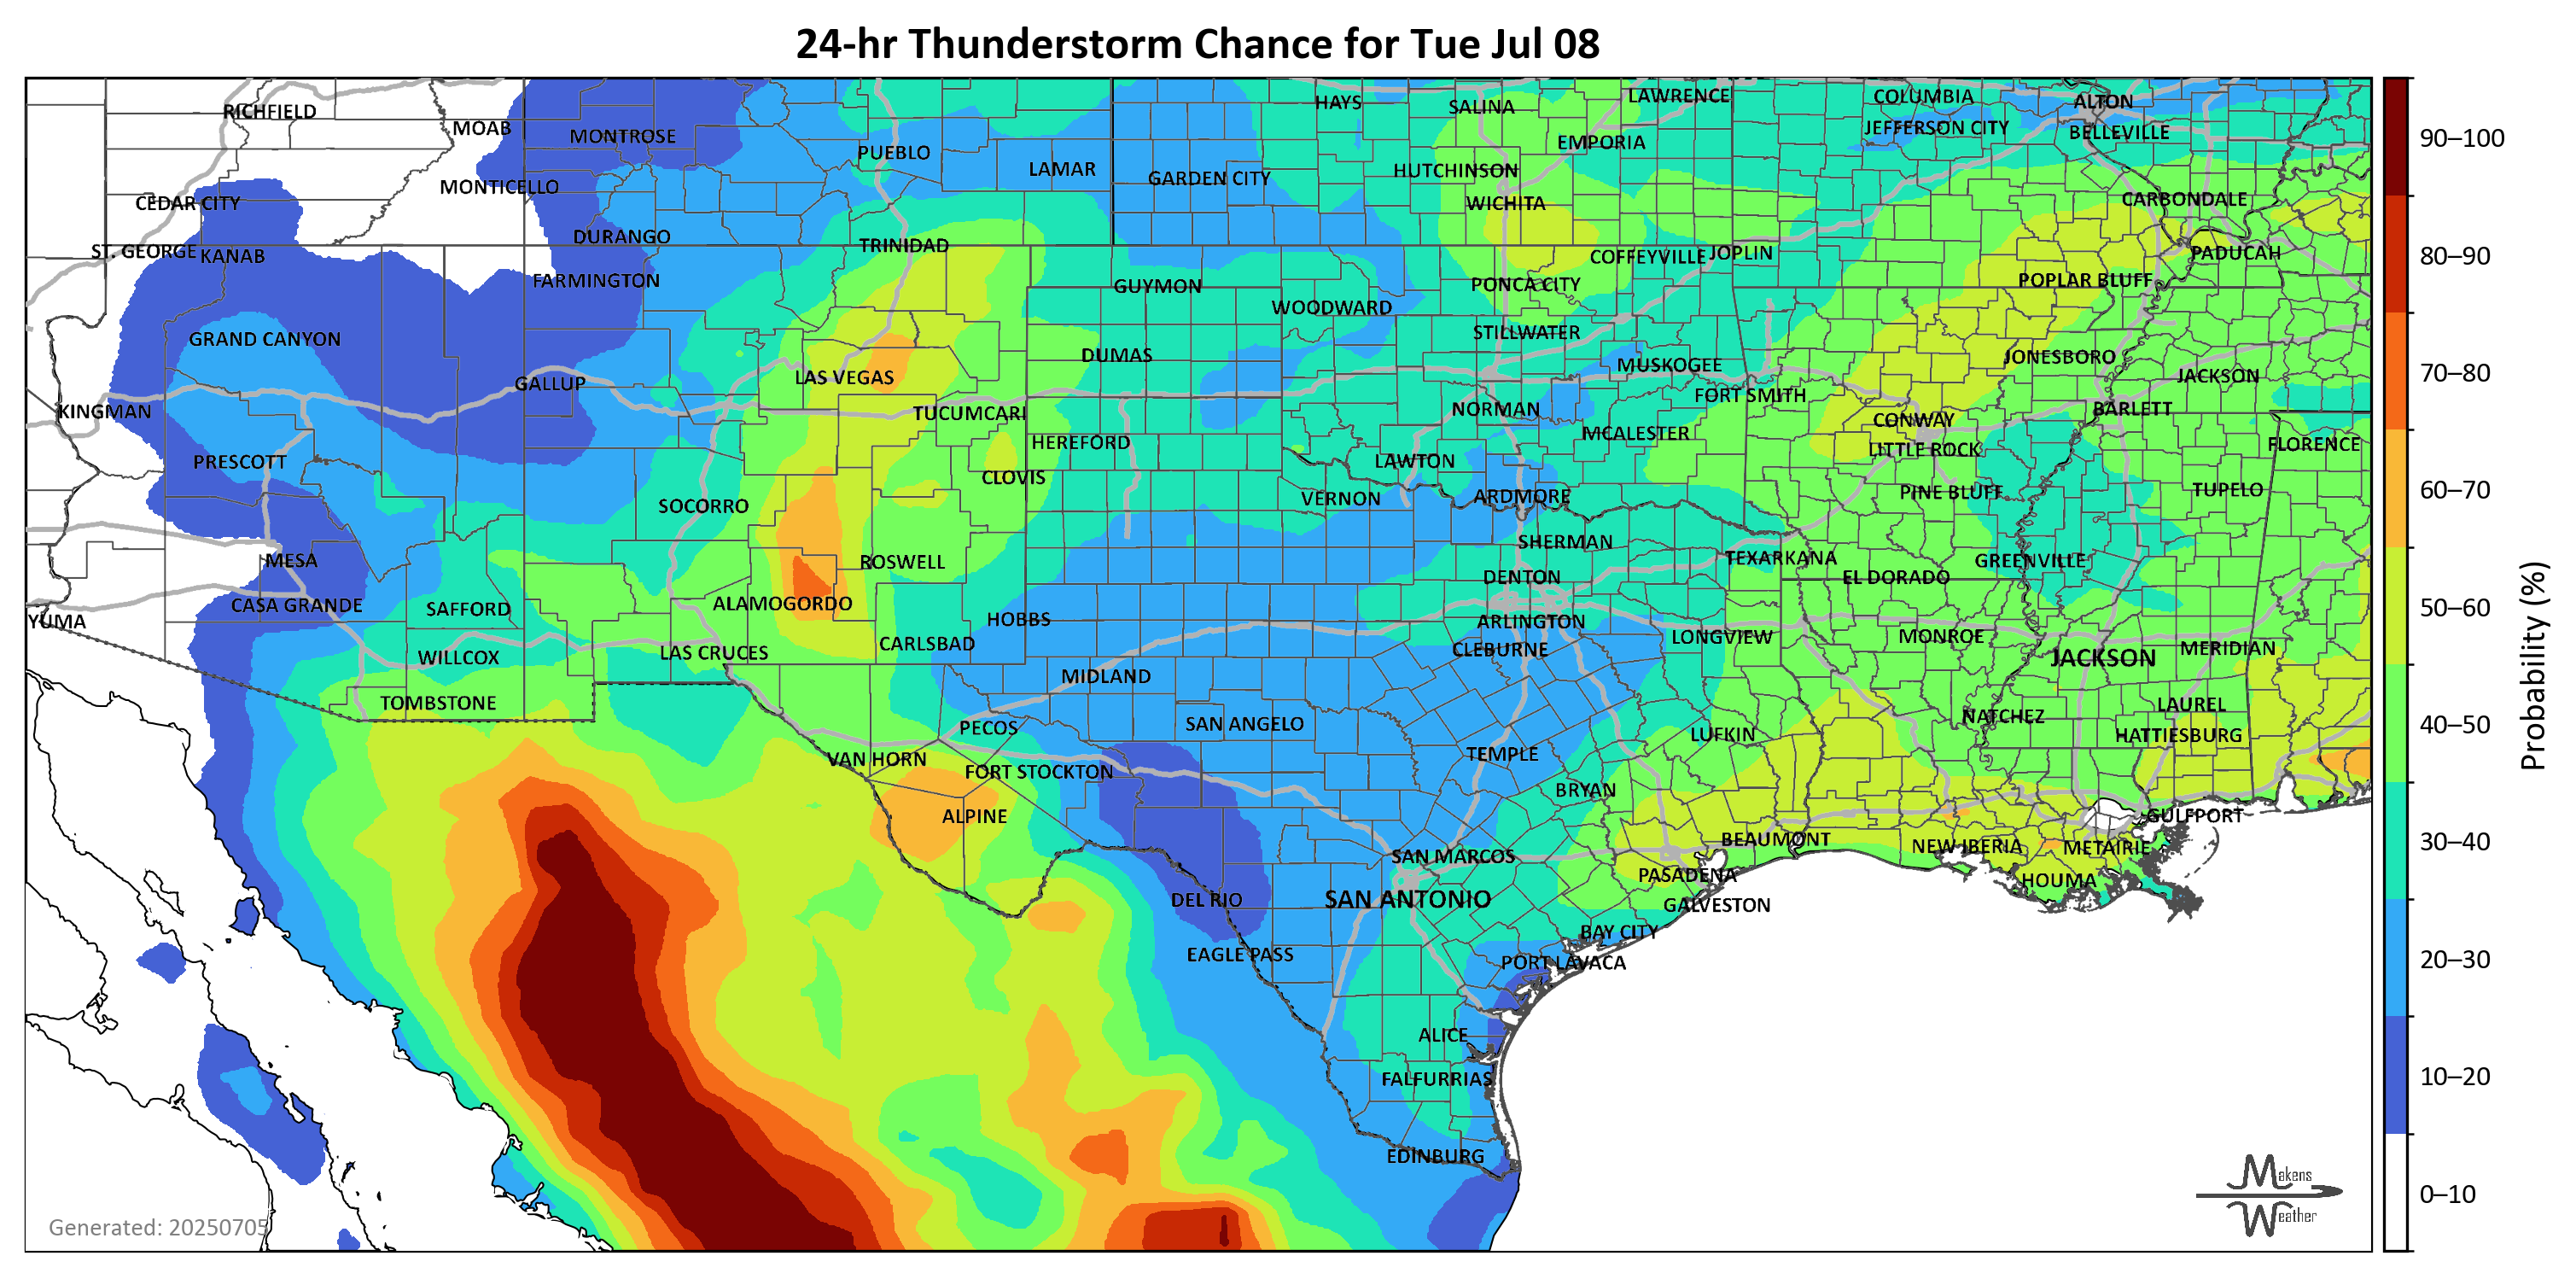 24-hr Thunderstorm Chance for Tue Jul 08
RICHFIELD
MOAB
MONTROSE
PUEBLO
LAMAR
GARDEN CITY
HAYS
SALINA
LAWRENCE
COLUMBIA
ALTON
EMPORIA
JEFFERSON CITY
BELLEVILLE
MONTICELLO
HUTCHINSON
CEDAR CITY
WICHITA
CARBONDALE
DURANGO
TRINIDAD
ST. GEORGE
KANAB
COFFEYVILLE
JOPLIN
PADUCAH
FARMINGTON
GUYMON
PONCA CITY
POPLAR BLUFF
WOODWARD
GRAND CANYON
STILLWATER
DUMAS
MUSKOGEE
JONESBORO
GALLUP
LAS VEGAS
FORT SMITH
JACKSON
KINGMAN
TUCUMCARI
NORMAN
BARLETT
HEREFORD
MCALESTER
CONWAY
LITTLE ROCK
FLORENCE
PRESCOTT
CLOVIS
LAWTON
SOCORRO
VERNON
ARDMORE
PINE BLUFF
TUPELO
MESA
ROSWELL
SHERMAN
TEXARKANA
GREENVILLE
CASA GRANDE
SAFFORD
ALAMOGORDO
DENTON
EL DORADO
YUMA
HOBBS
ARLINGTON
WILLCOX
LAS CRUCES
CARLSBAD
CLEBURNE
LONGVIEW
MONROE
JACKSON
MERIDIAN
TOMBSTONE
MIDLAND
PECOS
SAN ANGELO
LUFKIN
NATCHEZ
LAUREL
VAN HORN
FORT STOCKTON
TEMPLE
HATTIESBURG
ALPINE
BRYAN
GULFPORT
SAN MARCOS
BEAUMONT
NEW IBERIA
METAIRIE
DEL RIO
SAN ANTONIO
PASADENA
HOUMA
GALVESTON
EAGLE PASS
BAY CITY
PORT LAVACA
ALICE
FALFURRIAS
EDINBURG
Generated: 20250705
Makens
Weather
90–100
80–90
70–80
60–70
50–60
40–50
30–40
20–30
10–20
0–10
Probability (%)